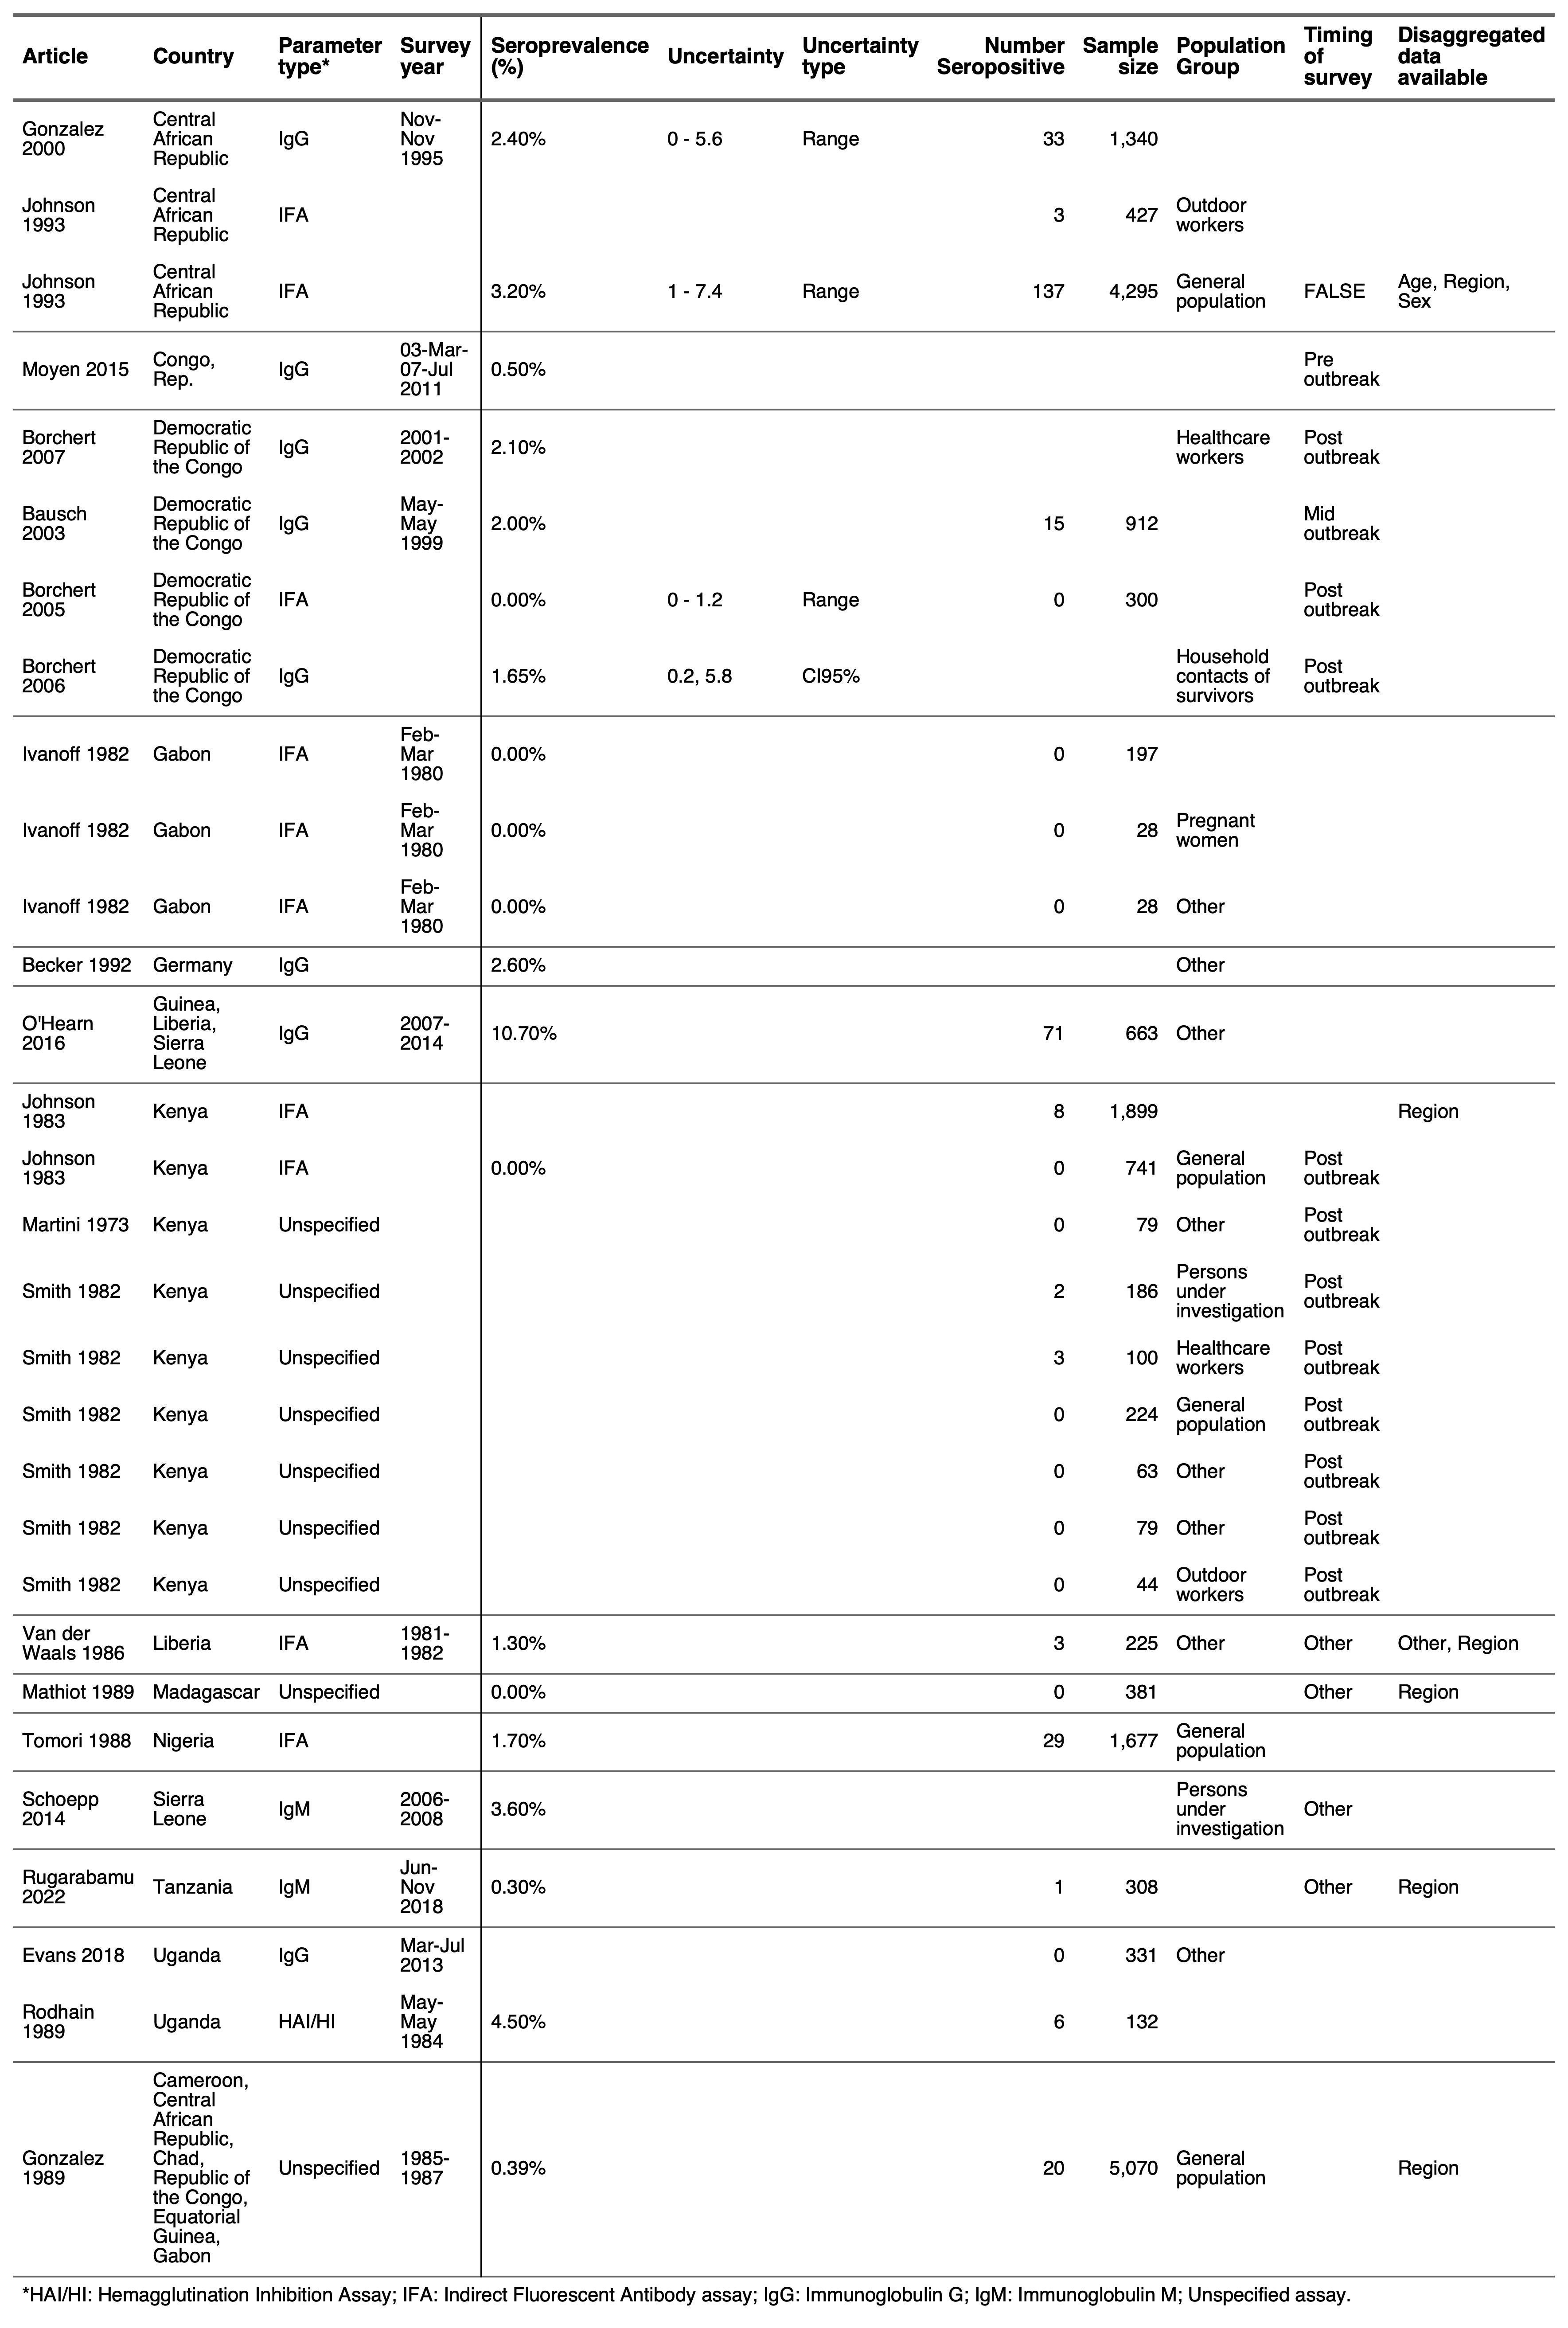 Article Country Parameter type* Survey year Seroprevalence (%) Uncertainty Uncertainty type Number Seropositive Sample size Population Group Timing of survey Disaggregated data available
Gonzalez 2000 Central African Republic IgG Nov-Nov 1995 2.40% 0 - 5.6 Range 33 1,340
Johnson 1993 Central African Republic IFA 3 427 Outdoor workers
Johnson 1993 Central African Republic IFA 3.20% 1 - 7.4 Range 137 4,295 General population FALSE Age, Region, Sex
Moyen 2015 Congo, Rep. IgG 03-Mar-07-Jul 2011 0.50% Pre outbreak
Borchert 2007 Democratic Republic of the Congo IgG 2001-2002 2.10% Healthcare workers Post outbreak
Bausch 2003 Democratic Republic of the Congo IgG May-May 1999 2.00% 15 912 Mid outbreak
Borchert 2005 Democratic Republic of the Congo IFA 0.00% 0 - 1.2 Range 0 300 Post outbreak
Borchert 2006 Democratic Republic of the Congo IgG 1.65% 0.2, 5.8 CI95% Household contacts of survivors Post outbreak
Ivanoff 1982 Gabon IFA Feb-Mar 1980 0.00% 0 197
Ivanoff 1982 Gabon IFA Feb-Mar 1980 0.00% 0 28 Pregnant women
Ivanoff 1982 Gabon IFA Feb-Mar 1980 0.00% 0 28 Other
Becker 1992 Germany IgG 2.60% Other
O'Hearn 2016 Guinea, Liberia, Sierra Leone IgG 2007-2014 10.70% 71 663 Other
Johnson 1983 Kenya IFA 8 1,899 Region
Johnson 1983 Kenya IFA 0.00% 0 741 General population Post outbreak
Martini 1973 Kenya Unspecified 0 79 Other Post outbreak
Smith 1982 Kenya Unspecified 2 186 Persons under investigation Post outbreak
Smith 1982 Kenya Unspecified 3 100 Healthcare workers Post outbreak
Smith 1982 Kenya Unspecified 0 224 General population Post outbreak
Smith 1982 Kenya Unspecified 0 63 Other Post outbreak
Smith 1982 Kenya Unspecified 0 79 Other Post outbreak
Smith 1982 Kenya Unspecified 0 44 Outdoor workers Post outbreak
Van der Waals 1986 Liberia IFA 1981-1982 1.30% 3 225 Other Other Other, Region
Mathiot 1989 Madagascar Unspecified 0.00% 0 381 Other Region
Tomori 1988 Nigeria IFA 1.70% 29 1,677 General population
Schoepp 2014 Sierra Leone IgM 2006-2008 3.60% Persons under investigation Other
Rugarabamu 2022 Tanzania IgM Jun-Nov 2018 0.30% 1 308 Other Region
Evans 2018 Uganda IgG Mar-Jul 2013 0 331 Other
Rodhain 1989 Uganda HAI/HI May-May 1984 4.50% 6 132
Gonzalez 1989 Cameroon, Central African Republic, Chad, Republic of the Congo, Equatorial Guinea, Gabon Unspecified 1985-1987 0.39% 20 5,070 General population Region
*HAI/HI: Hemagglutination Inhibition Assay; IFA: Indirect Fluorescent Antibody assay; IgG: Immunoglobulin G; IgM: Immunoglobulin M; Unspecified assay.